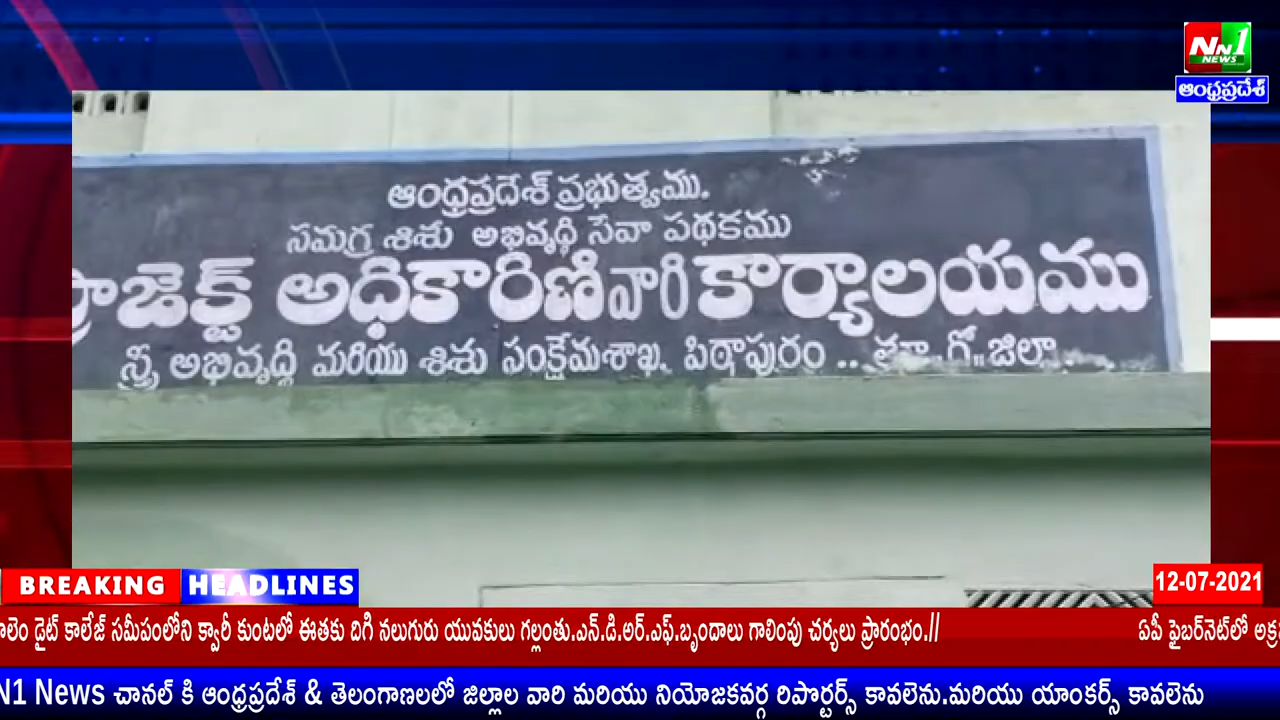 NN1
NEWS
ఆంధ్రప్రదేశ్
ఆంధ్రప్రదేశ్ ప్రభుత్వము.
సమగ్ర శిశు అభివృద్ధి సేవా పథకము
ప్రాజెక్ట్ అధికారిణి వారి కార్యాలయము
స్త్రీ అభివృద్ధి మరియు శిశు సంక్షేమశాఖ, పిఠాపురం .. తూ..గో..జిల్లా..
BREAKING HEADLINES
12-07-2021
ాలెం డైట్ కాలేజ్ సమీపంలోని క్వారీ కుంటలో ఈతకు దిగి నలుగురు యువకులు గల్లంతు.ఎన్.డి.అర్.ఎఫ్.బృందాలు గాలింపు చర్యలు ప్రారంభం.// ఏపీ ఫైబర్‌నెట్‌లో అక్ర
N1 News చానల్ కి ఆంధ్రప్రదేశ్ & తెలంగాణలలో జిల్లాల వారి మరియు నియోజకవర్గ రిపొర్టర్స్ కావలెను.మరియు యాంకర్స్ కావలెను